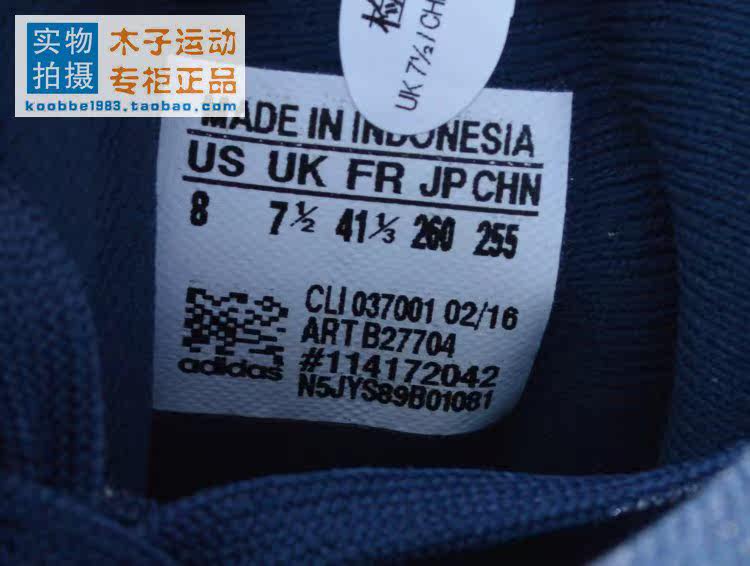 实物
拍摄
木子运动
专柜正品
koobbe1983.taobao.com
检
UK 7½ / CH
MADE IN INDONESIA
US UK FR JP CHN
8 7½ 41⅓ 260 255
CLI 037001 02/16
ART B27704
#114172042
adidas
N5JYS89B01081